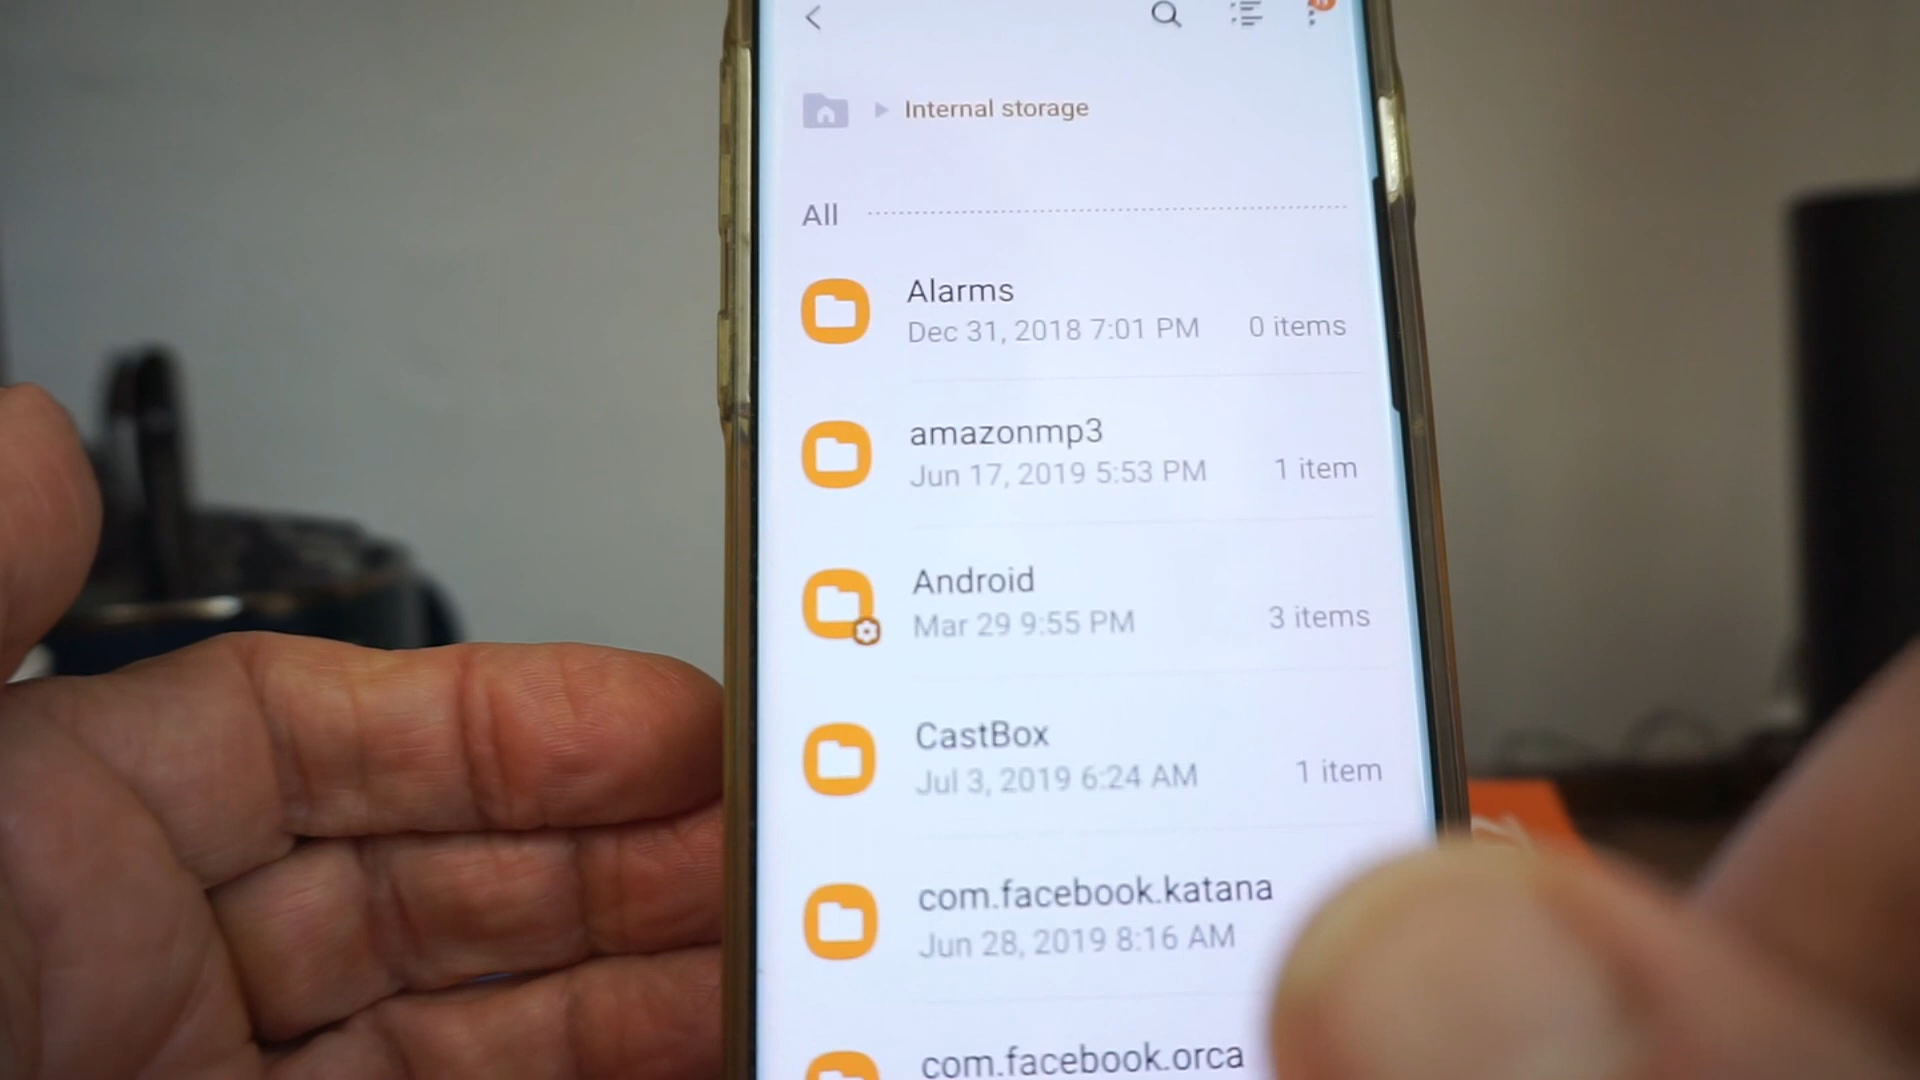 Internal storage
All
Alarms
Dec 31, 2018 7:01 PM 0 items
amazonmp3
Jun 17, 2019 5:53 PM 1 item
Android
Mar 29 9:55 PM 3 items
CastBox
Jul 3, 2019 6:24 AM 1 item
com.facebook.katana
Jun 28, 2019 8:16 AM
com.facebook.orca